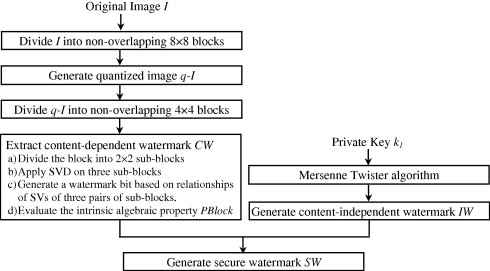 Original Image I
Divide I into non-overlapping 8×8 blocks
Generate quantized image q-I
Divide q-I into non-overlapping 4×4 blocks
Extract content-dependent watermark CW
a) Divide the block into 2×2 sub-blocks
b) Apply SVD on three sub-blocks
c) Generate a watermark bit based on relationships
of SVs of three pairs of sub-blocks.
d) Evaluate the intrinsic algebraic property PBlock
Private Key k1
Mersenne Twister algorithm
Generate content-independent watermark IW
Generate secure watermark SW